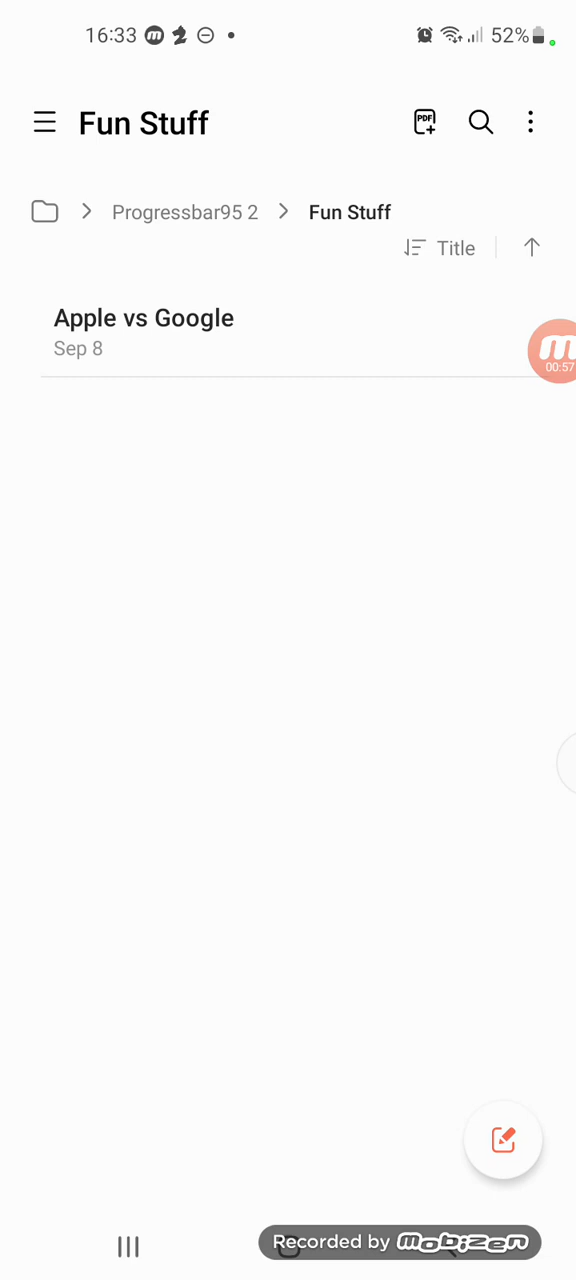 16:33 52%
Fun Stuff
PDF
Progressbar95 2 Fun Stuff
Title
Apple vs Google
Sep 8
m
00:57
Recorded by mobizen